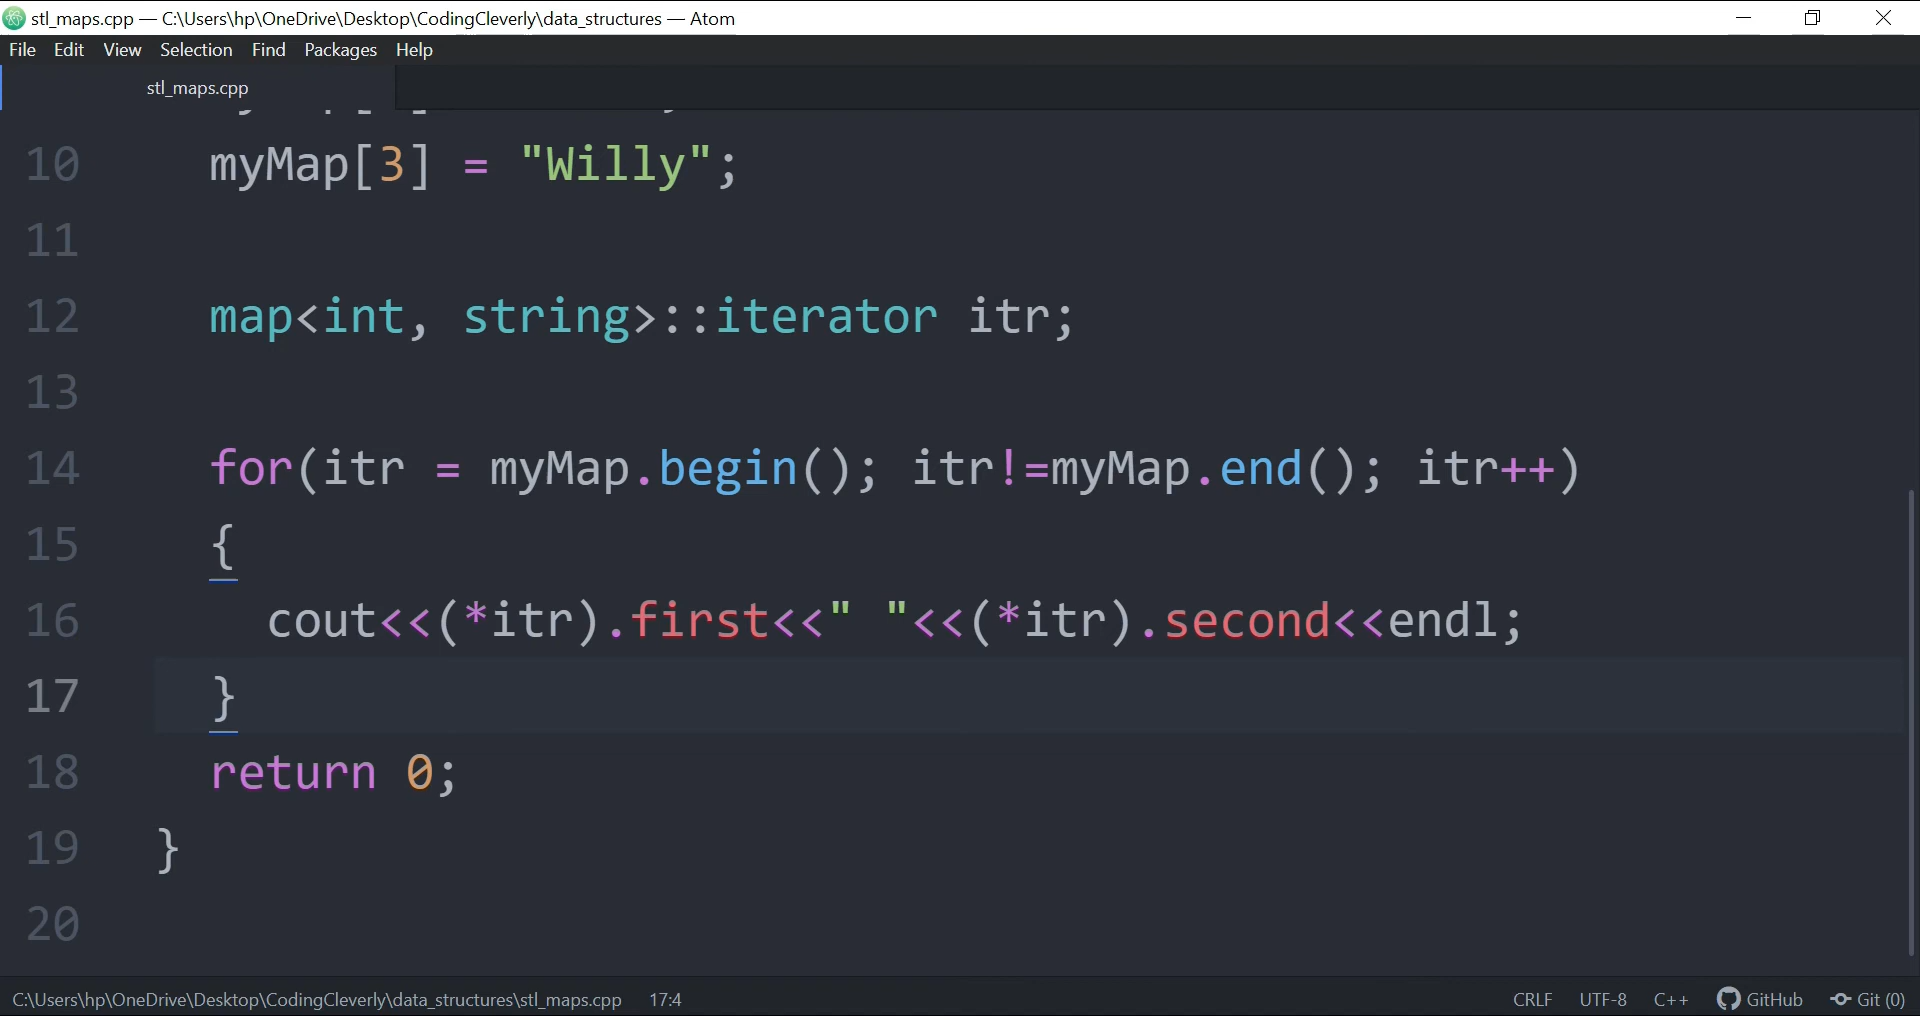 stl_maps.cpp — C:\Users\hp\OneDrive\Desktop\CodingCleverly\data_structures — Atom
File Edit View Selection Find Packages Help
stl_maps.cpp
10 myMap[3] = "Willy";
11
12 map<int, string>::iterator itr;
13
14 for(itr = myMap.begin(); itr!=myMap.end(); itr++)
15 {
16 cout<<(*itr).first<<" "<<(*itr).second<<endl;
17 }
18 return 0;
19 }
20
C:\Users\hp\OneDrive\Desktop\CodingCleverly\data_structures\stl_maps.cpp 17:4 CRLF UTF-8 C++ GitHub Git (0)